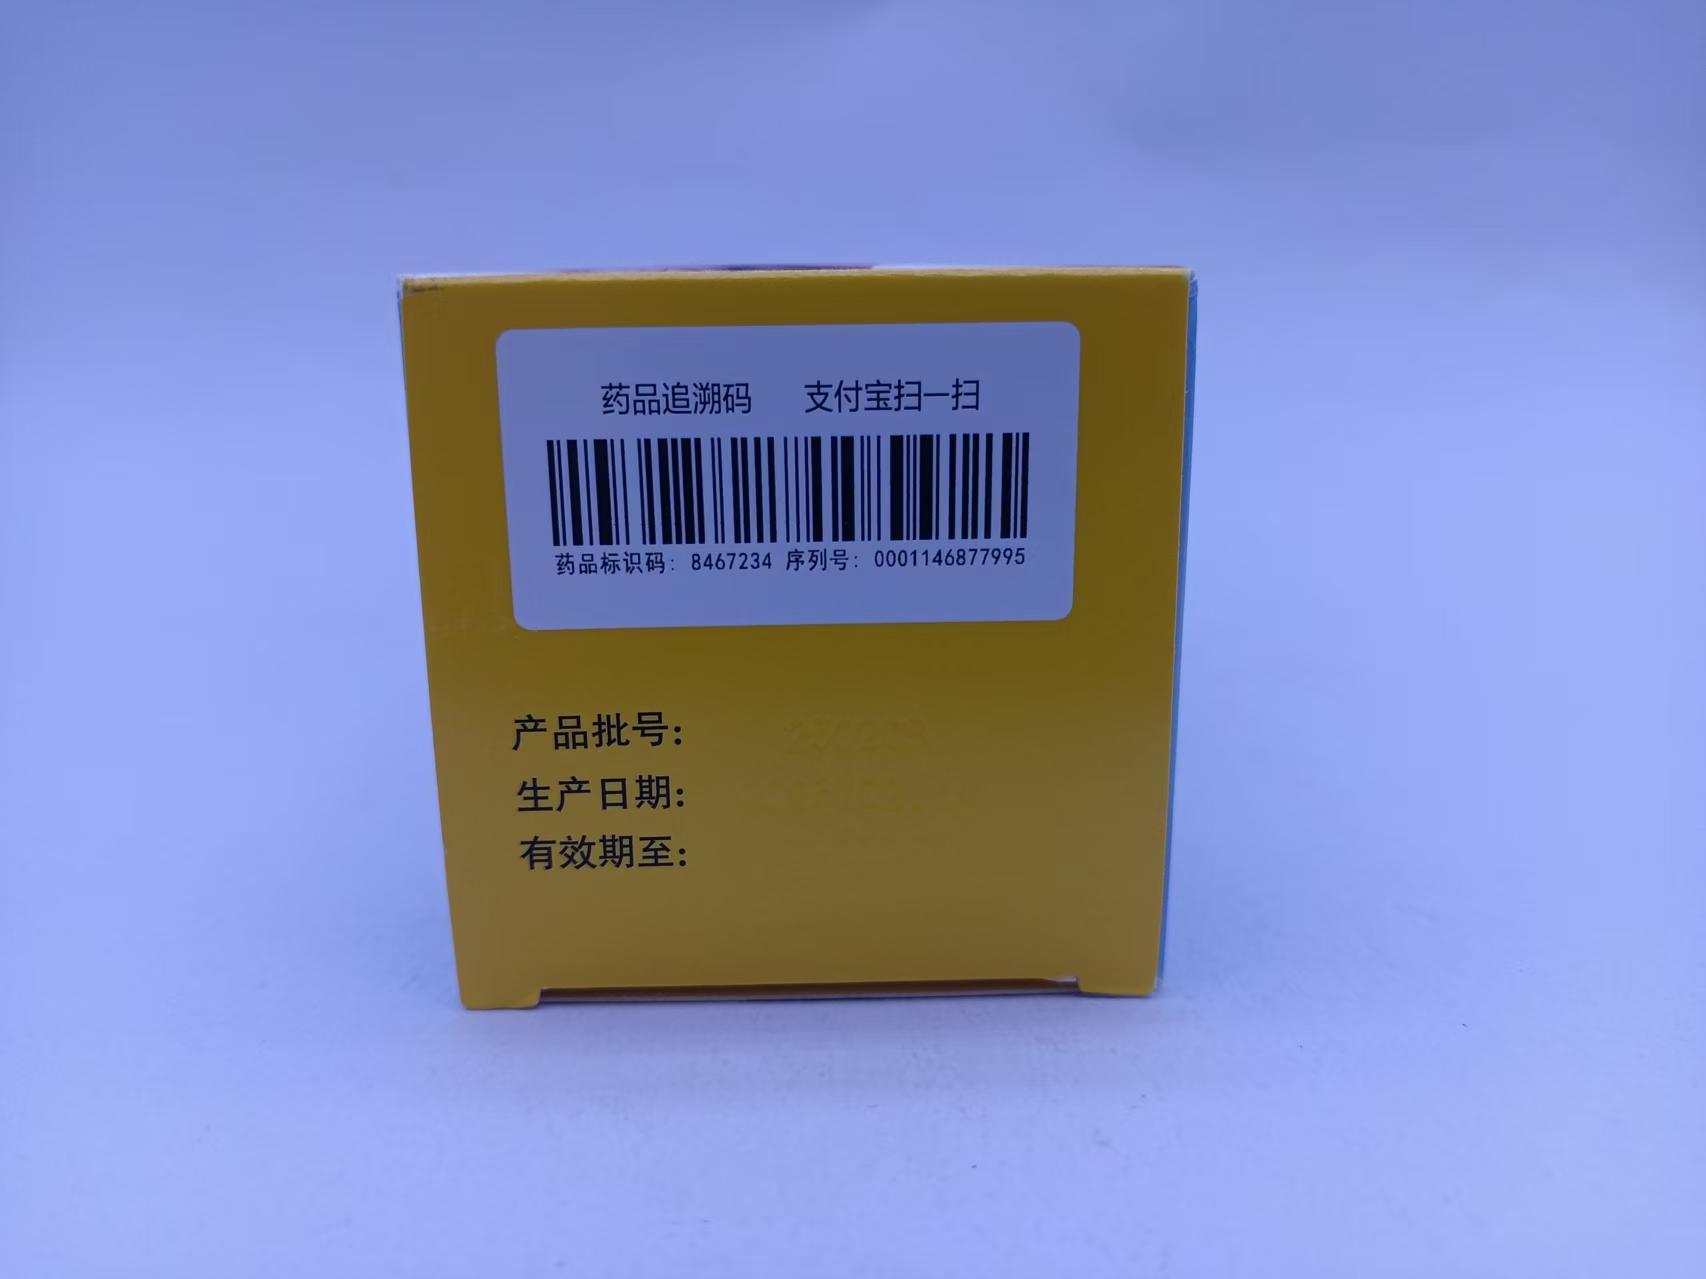 药品追溯码 支付宝扫一扫
药品标识码: 8467234 序列号: 0001146877995
产品批号:
生产日期:
有效期至: